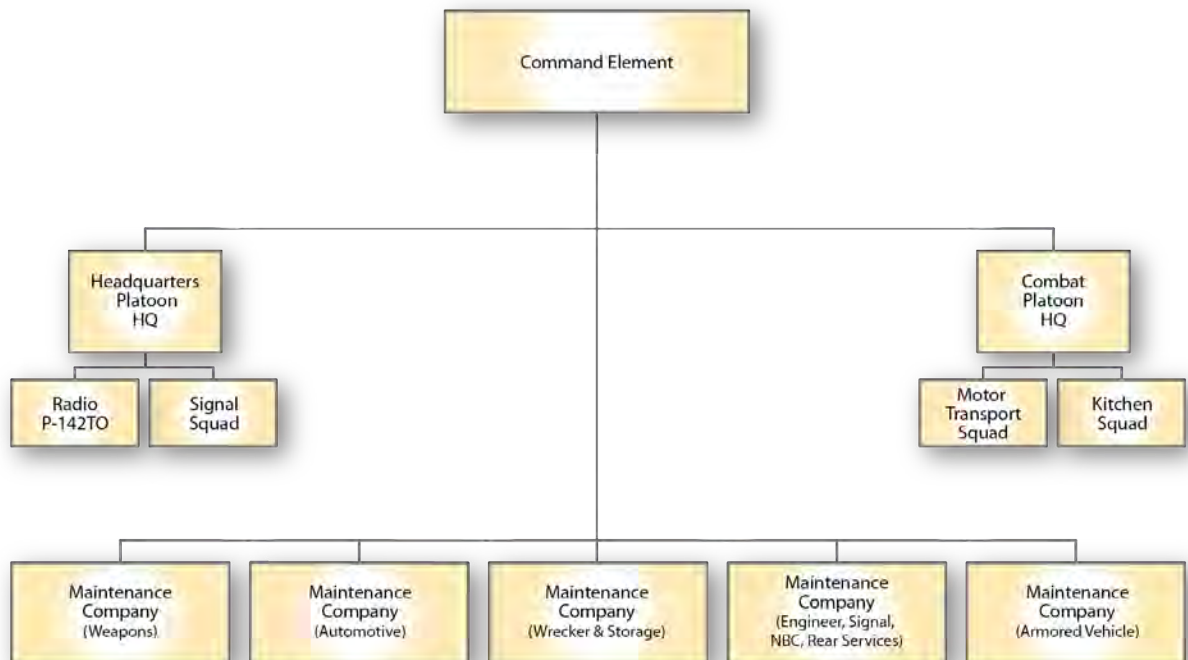 Command Element
Headquarters
Platoon
HQ
Combat
Platoon
HQ
Radio
P-142TO
Signal
Squad
Motor
Transport
Squad
Kitchen
Squad
Maintenance
Company
(Weapons)
Maintenance
Company
(Automotive)
Maintenance
Company
(Wrecker & Storage)
Maintenance
Company
(Engineer, Signal,
NBC, Rear Services)
Maintenance
Company
(Armored Vehicle)